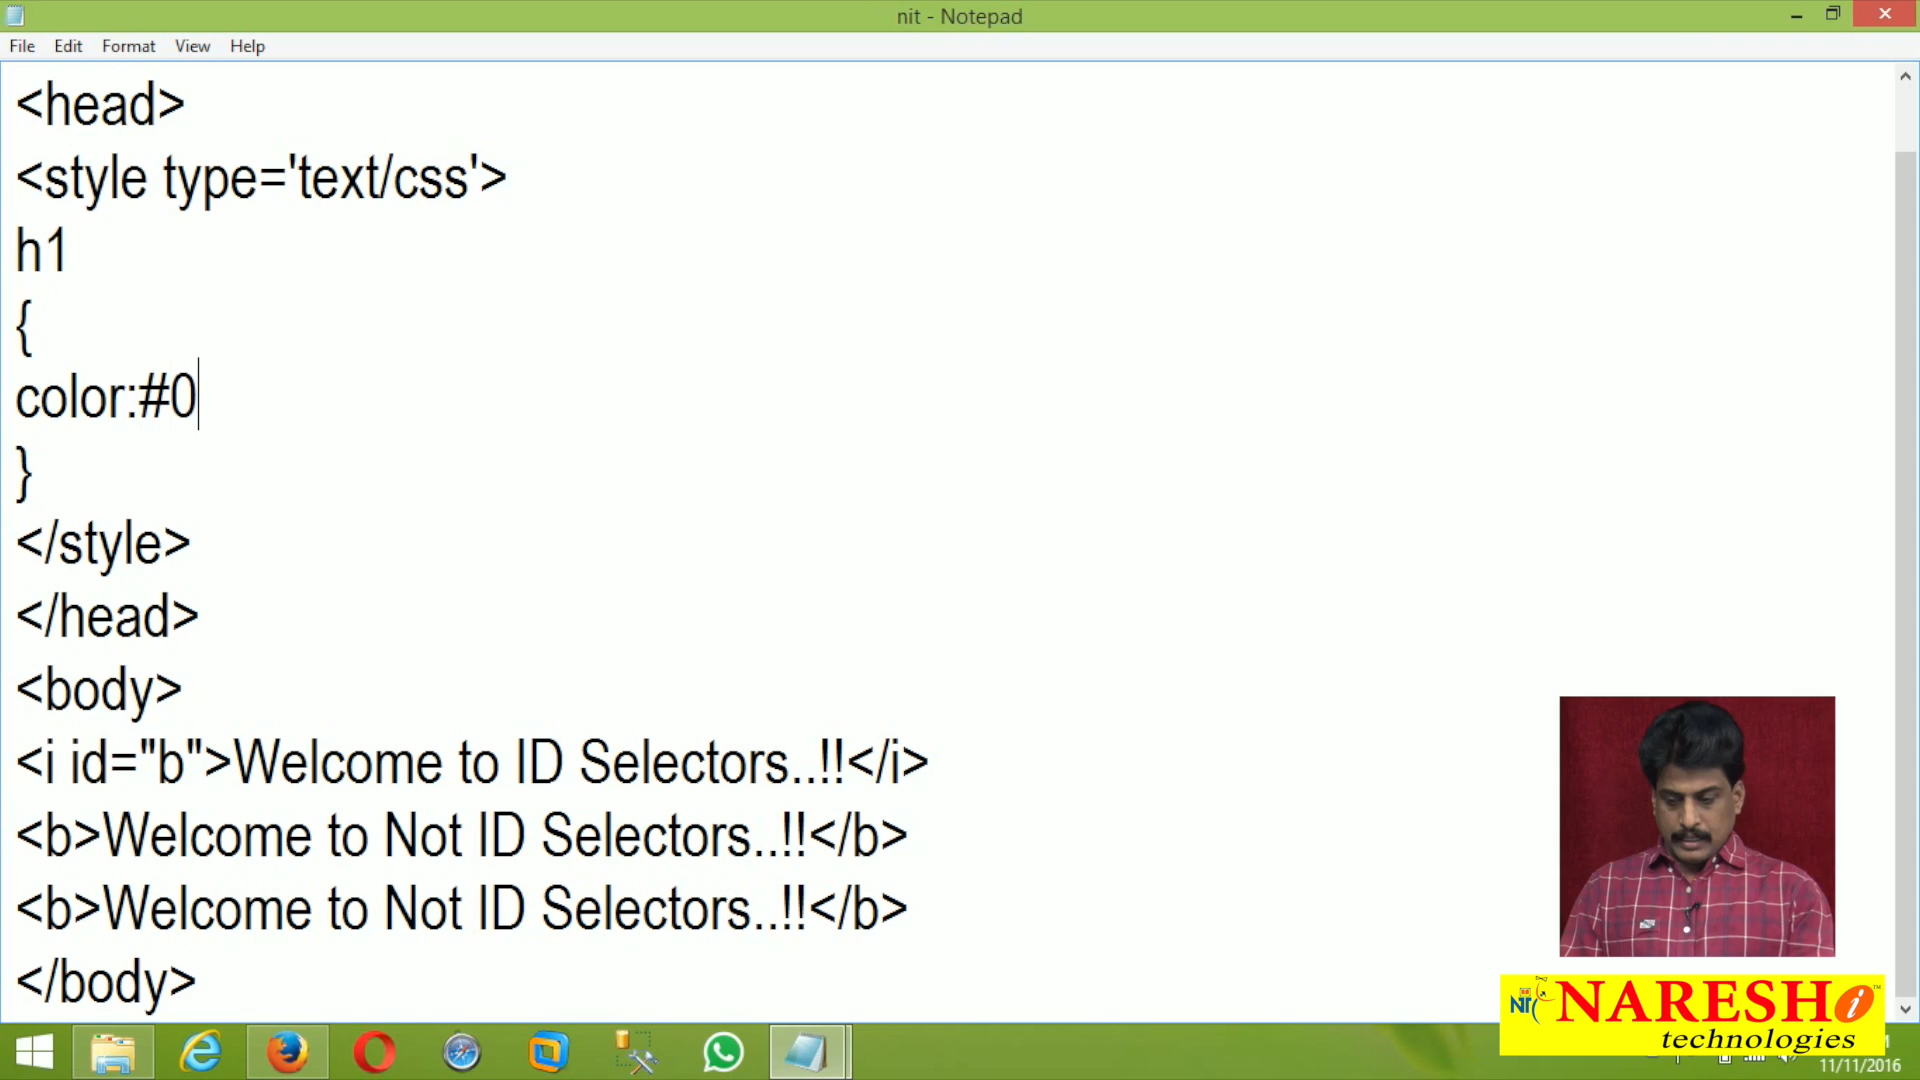 nit - Notepad
File Edit Format View Help
<head>
<style type='text/css'>
h1
{
color:#0
}
</style>
</head>
<body>
<i id="b">Welcome to ID Selectors..!!</i>
<b>Welcome to Not ID Selectors..!!</b>
<b>Welcome to Not ID Selectors..!!</b>
</body>
NARESH i
technologies
11/11/2016